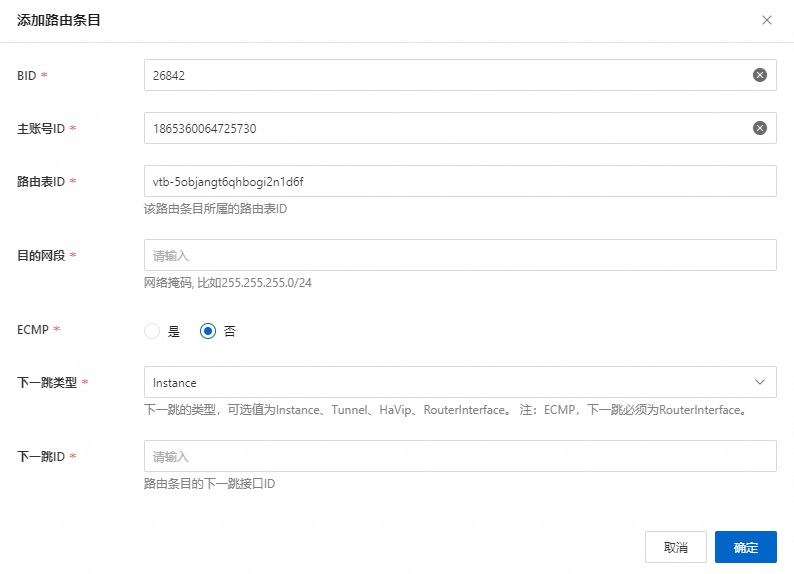 添加路由条目
BID *
26842
主账号ID *
1865360064725730
路由表ID *
vtb-5objangt6qhbogi2n1d6f
该路由条目所属的路由表ID
目的网段 *
请输入
网络掩码, 比如255.255.255.0/24
ECMP *
是 否
下一跳类型 *
Instance
下一跳的类型，可选值为Instance、Tunnel、HaVip、RouterInterface。 注：ECMP，下一跳必须为RouterInterface。
下一跳ID *
请输入
路由条目的下一跳接口ID
取消 确定